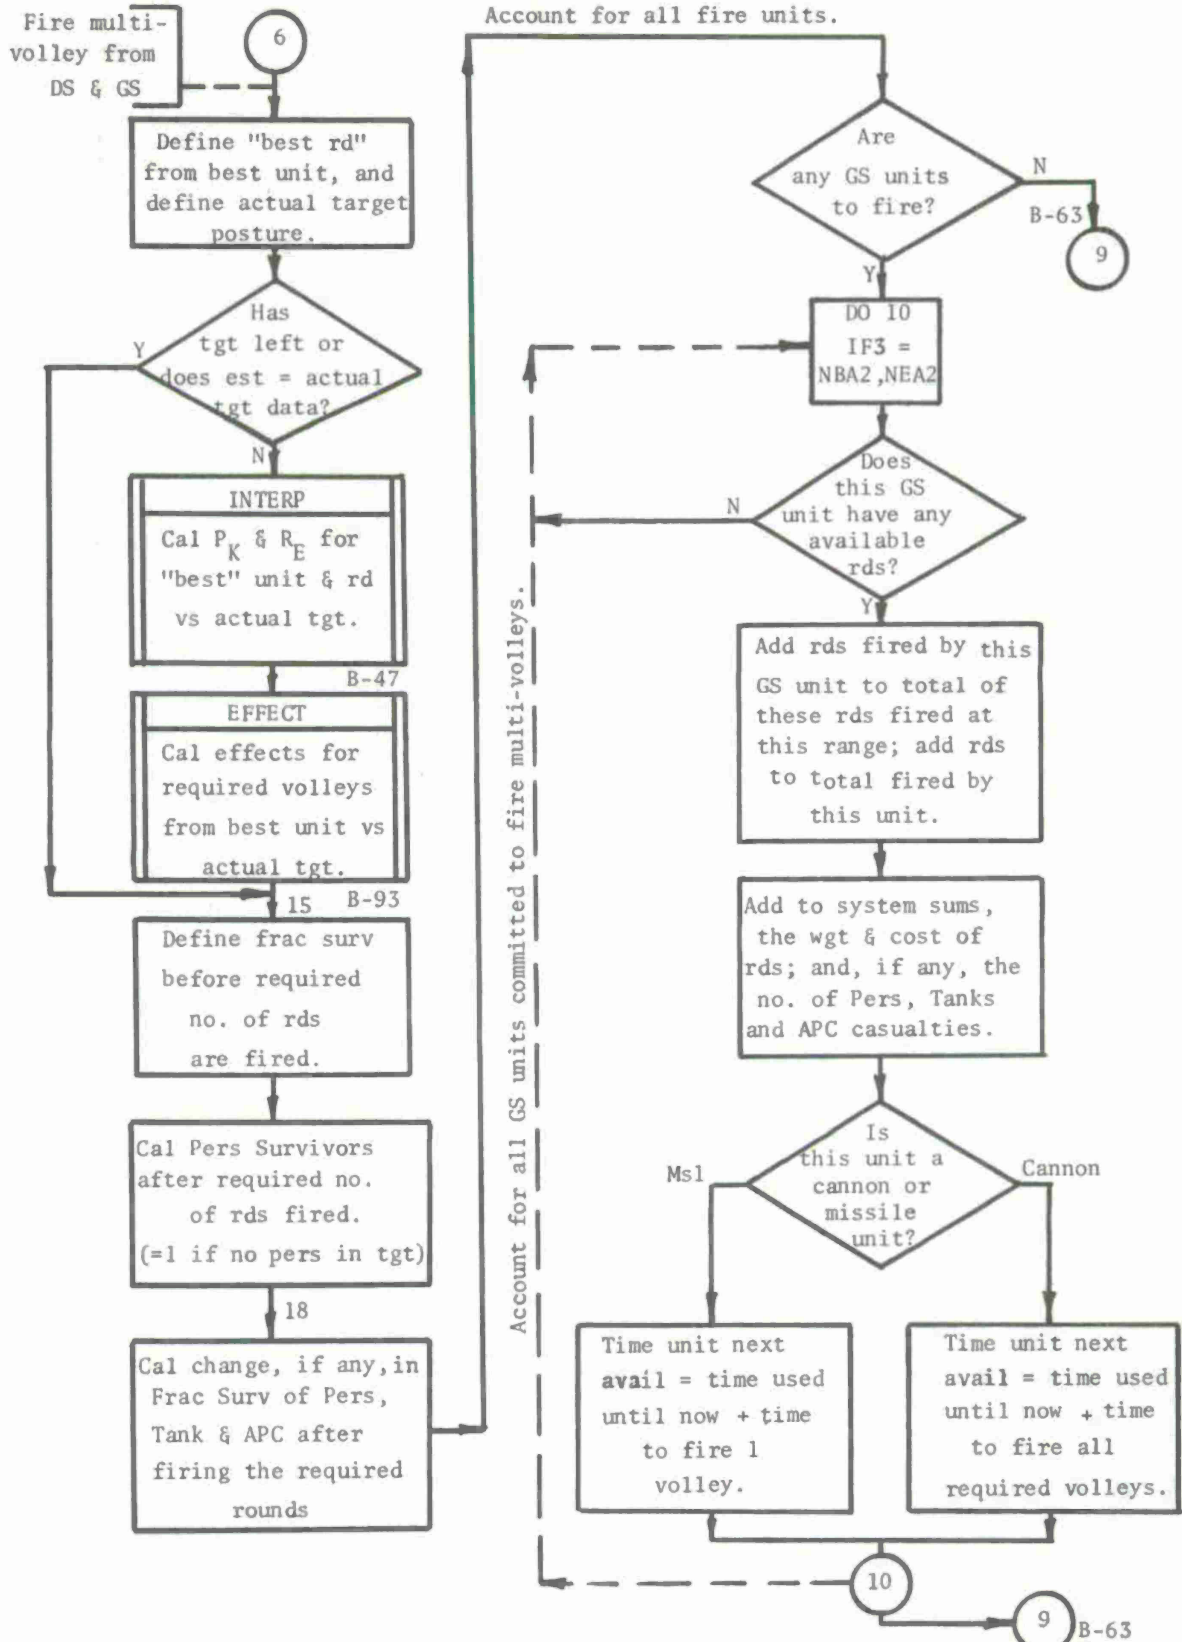 Fire multi-
volley from
DS & GS
6
Define "best rd"
from best unit, and
define actual target
posture.
Has
tgt left or
does est = actual
tgt data?
Y
N
INTERP
Cal P_K & R_E for
"best" unit & rd
vs actual tgt.
B-47
EFFECT
Cal effects for
required volleys
from best unit vs
actual tgt.
15
B-93
Define frac surv
before required
no. of rds
are fired.
Cal Pers Survivors
after required no.
of rds fired.
(=1 if no pers in tgt)
18
Cal change, if any, in
Frac Surv of Pers,
Tank & APC after
firing the required
rounds
Account for all fire units.
Are
any GS units
to fire?
N
B-63
9
Y
DO 10
IF3 =
NBA2,NEA2
Does
this GS
unit have any
available
rds?
N
Y
Account for all GS units committed to fire multi-volleys.
Add rds fired by this
GS unit to total of
these rds fired at
this range; add rds
to total fired by
this unit.
Add to system sums,
the wgt & cost of
rds; and, if any, the
no. of Pers, Tanks
and APC casualties.
Is
this unit a
cannon or
missile
unit?
Msl
Cannon
Time unit next
avail = time used
until now + time
to fire 1
volley.
Time unit next
avail = time used
until now + time
to fire all
required volleys.
10
9
B-63